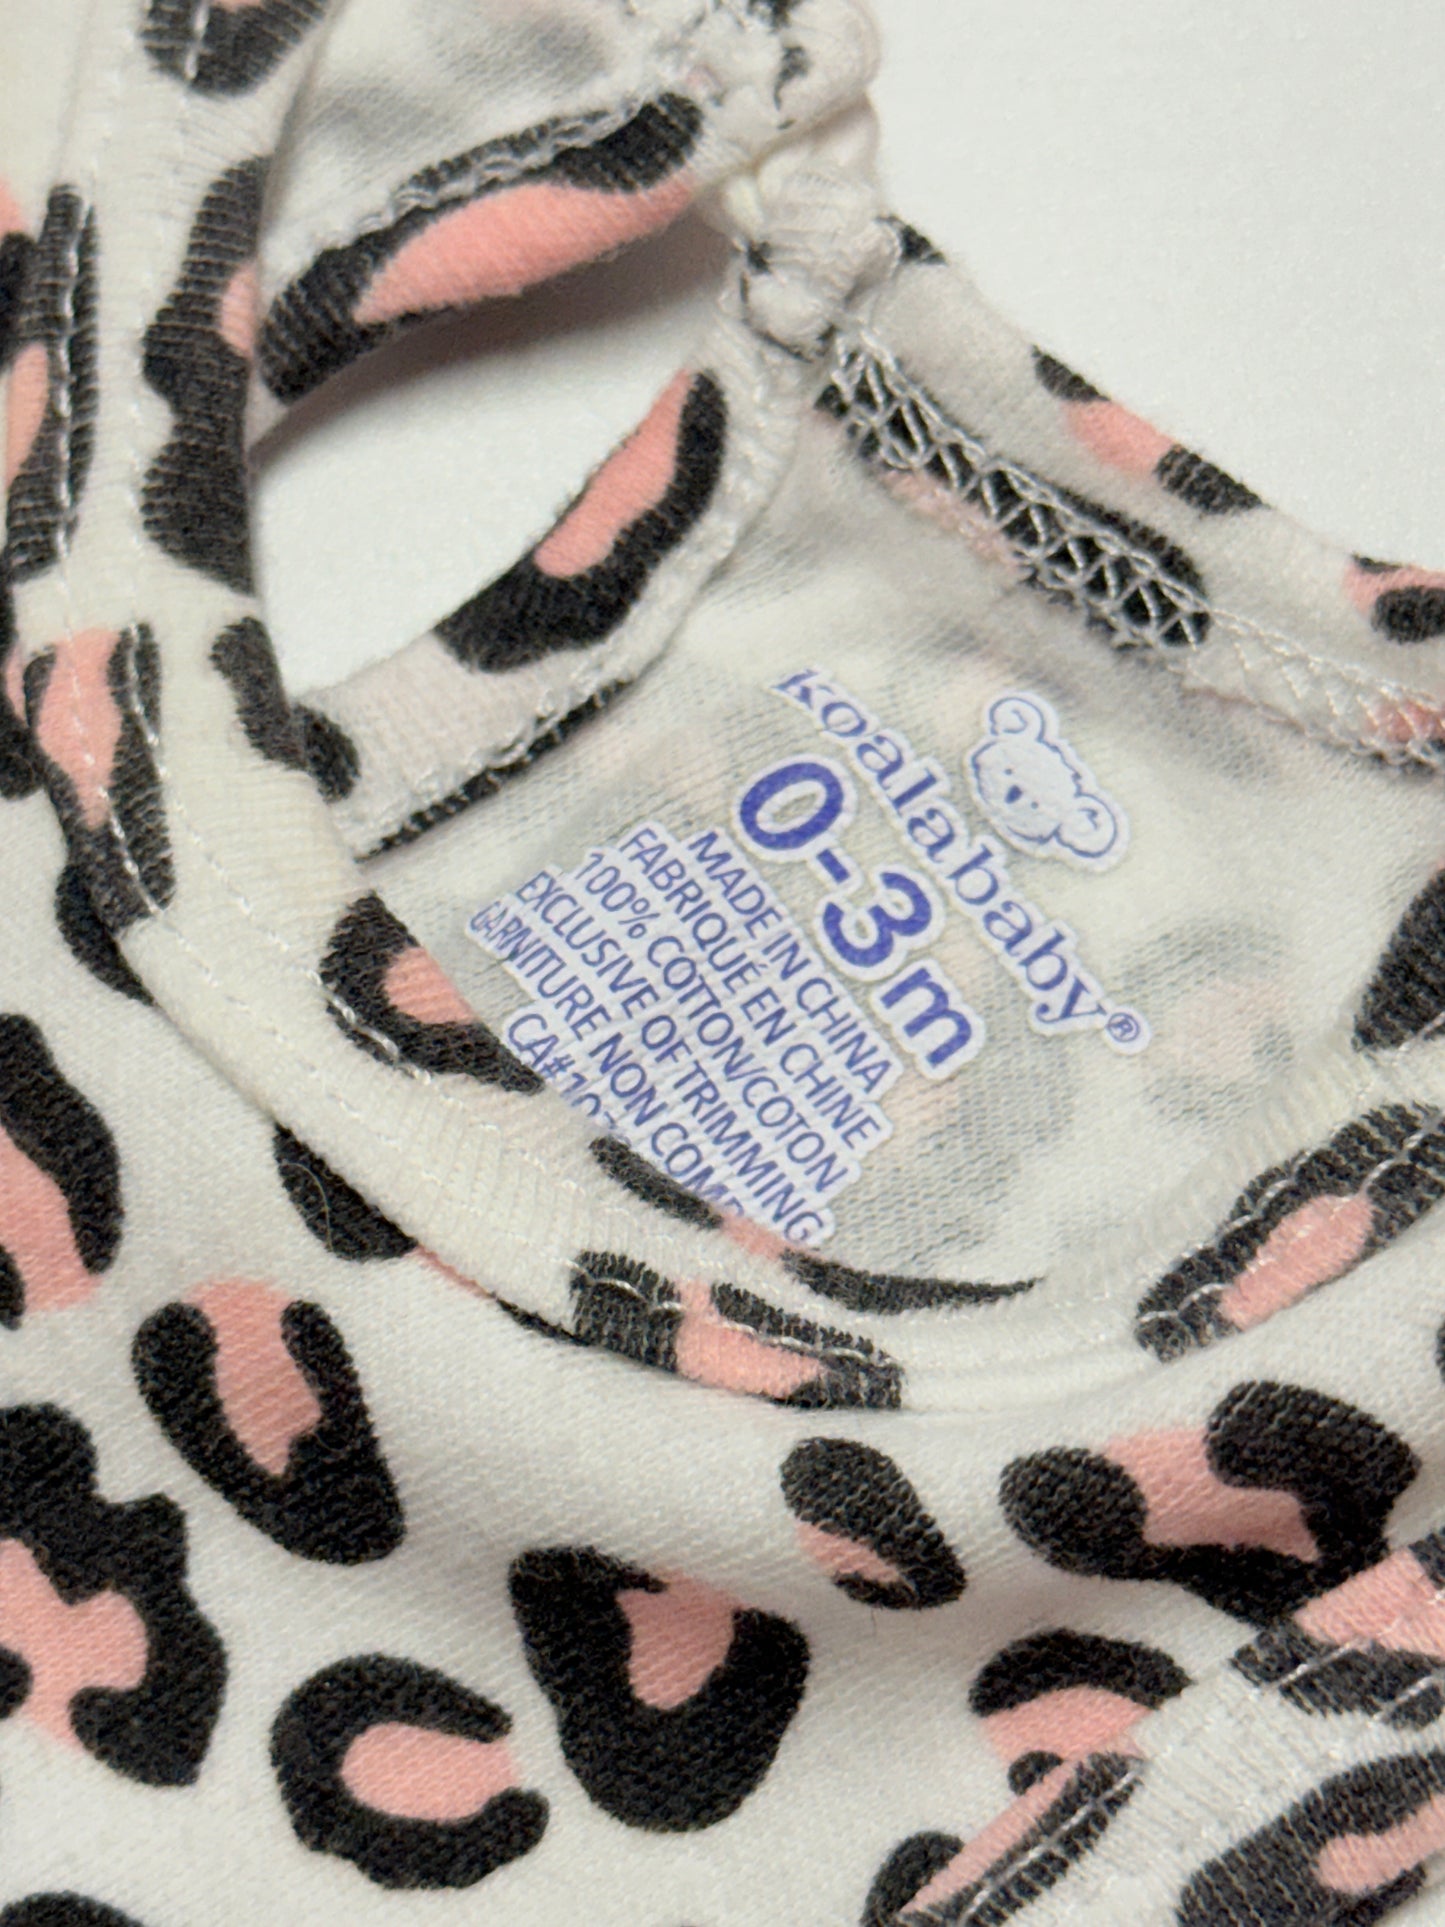 koalababy®
0-3m
MADE IN CHINA
FABRIQUÉ EN CHINE
100% COTTON/COTON
EXCLUSIVE OF TRIMMING
GARNITURE NON